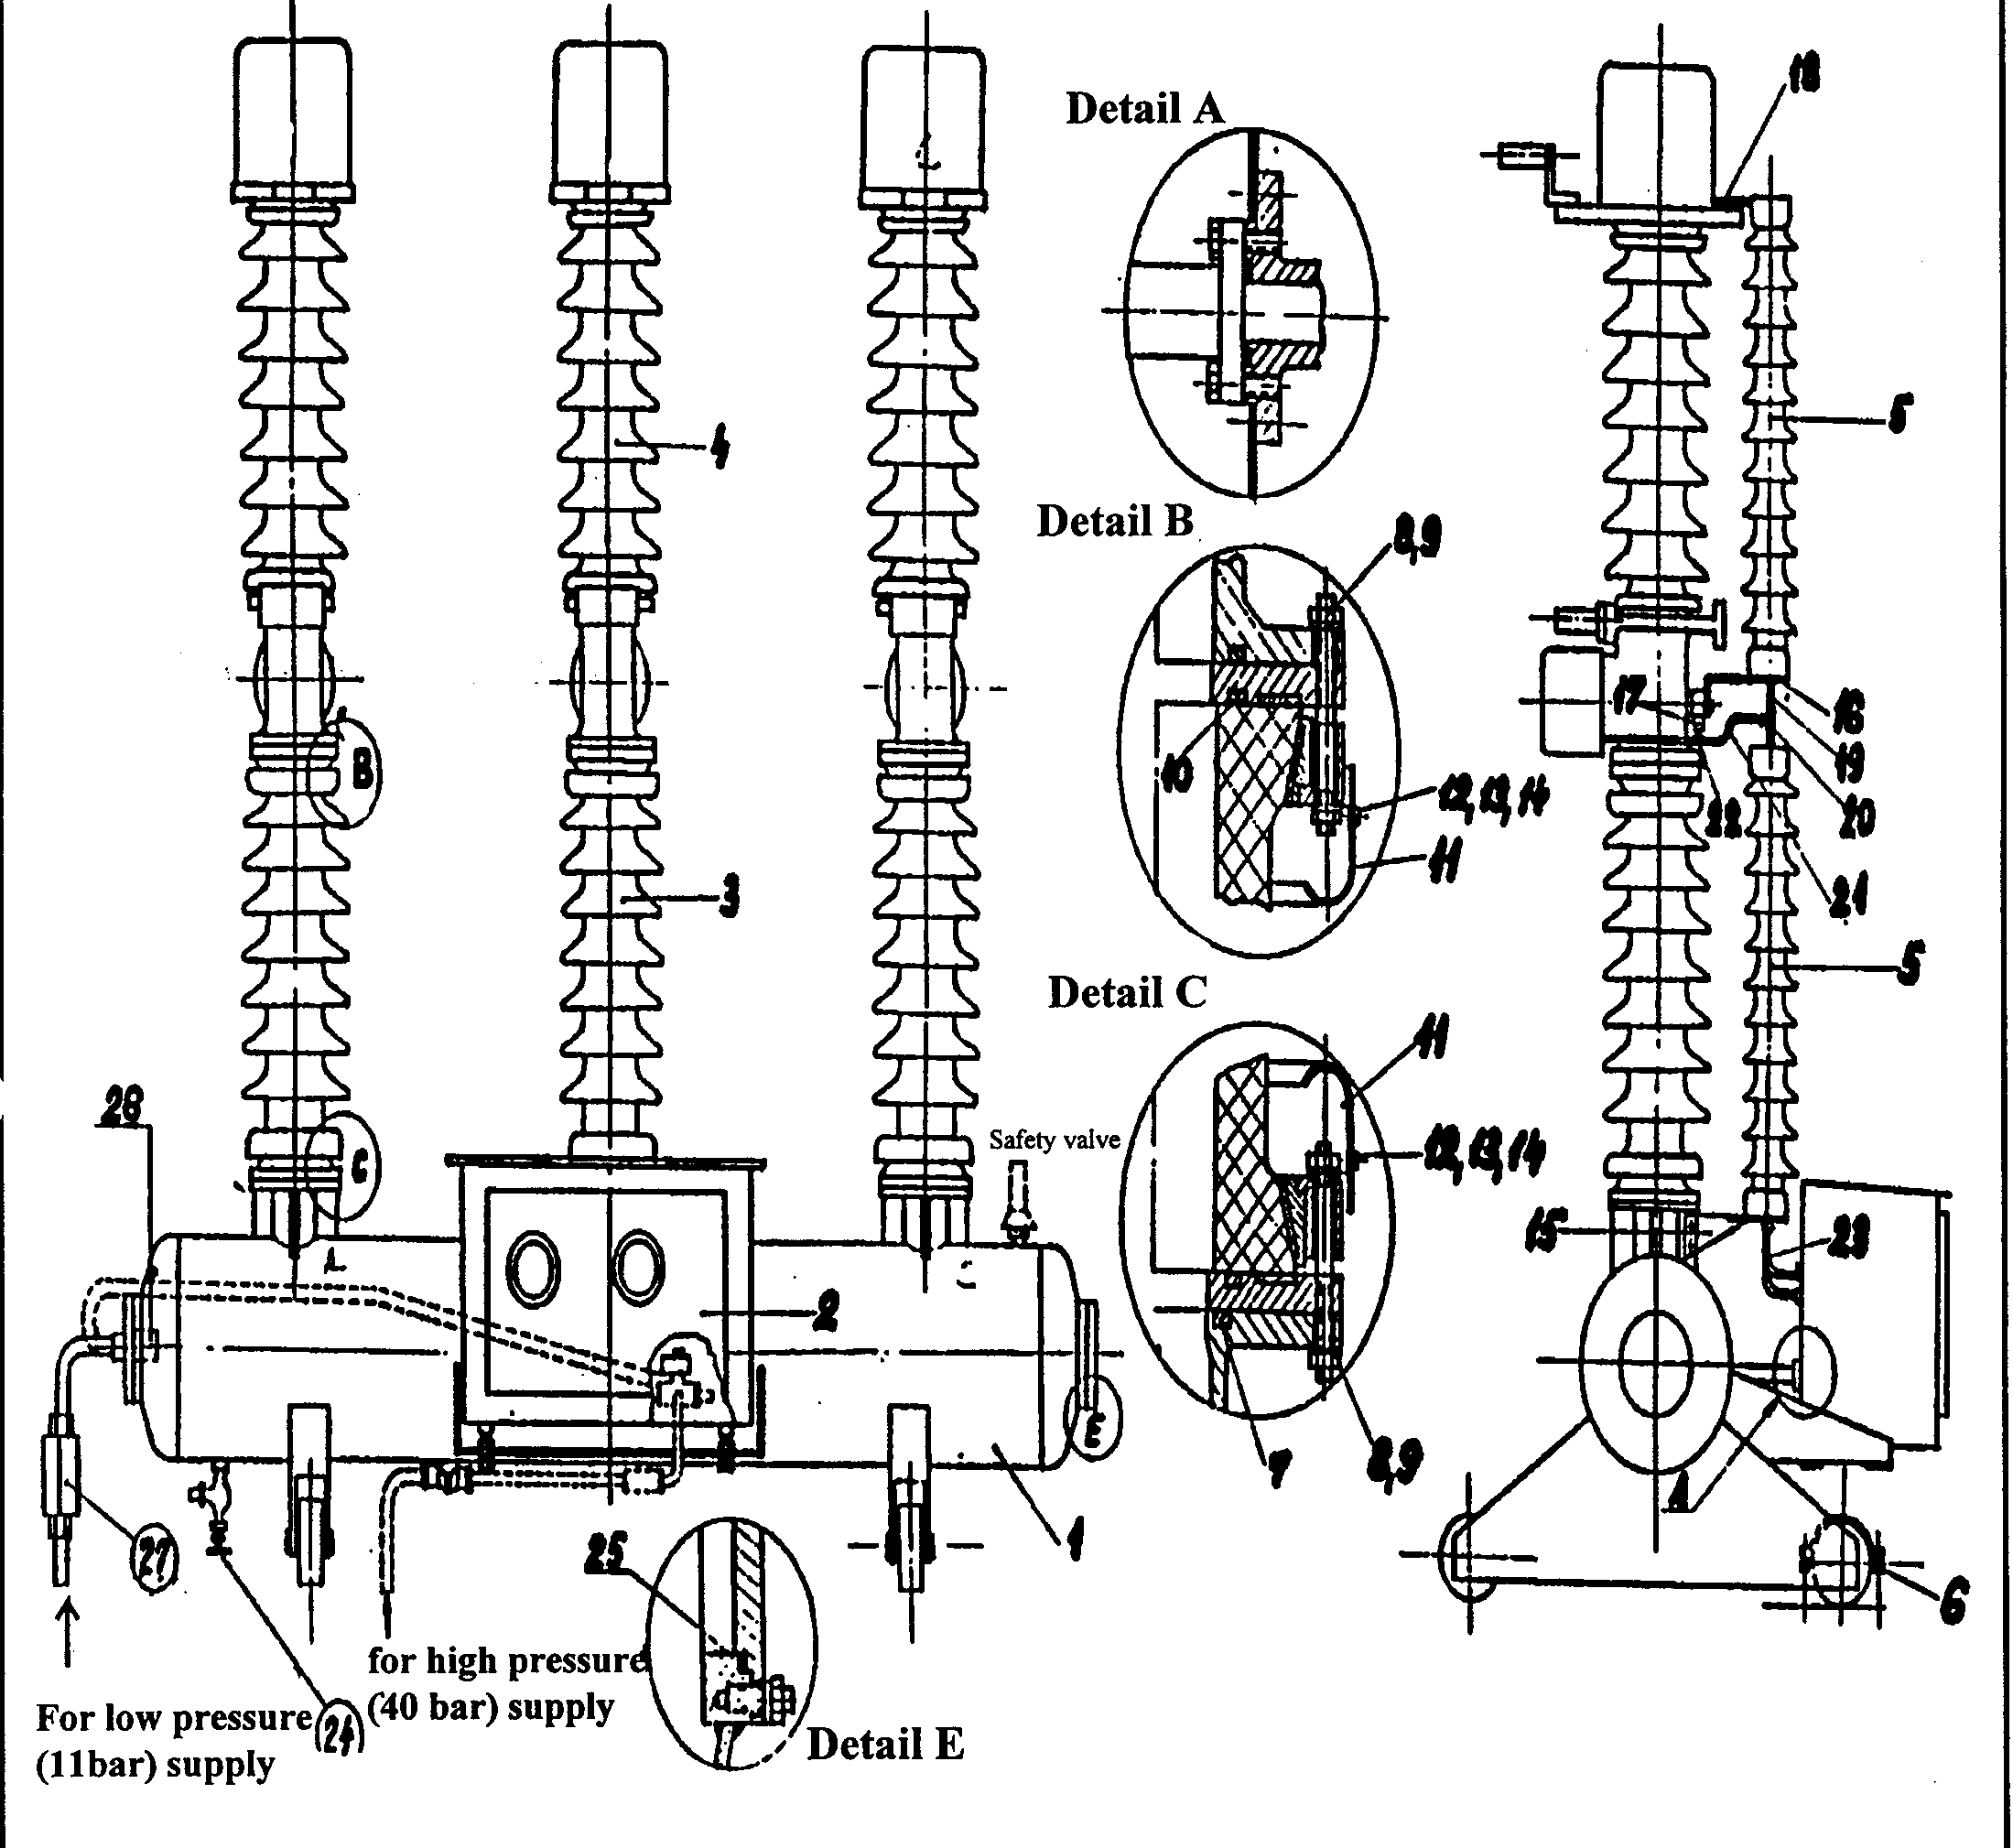 18
Detail A
5
4
Detail B
8,9
17
16
19
B
10
12, 13, 14
20
22
11
21
3
5
Detail C
11
28
Safety valve
C
12, 13, 14
15
23
2
E
7
8,9
A
1
25
27
6
for high pressure
(40 bar) supply
For low pressure
(11bar) supply
24
Detail E